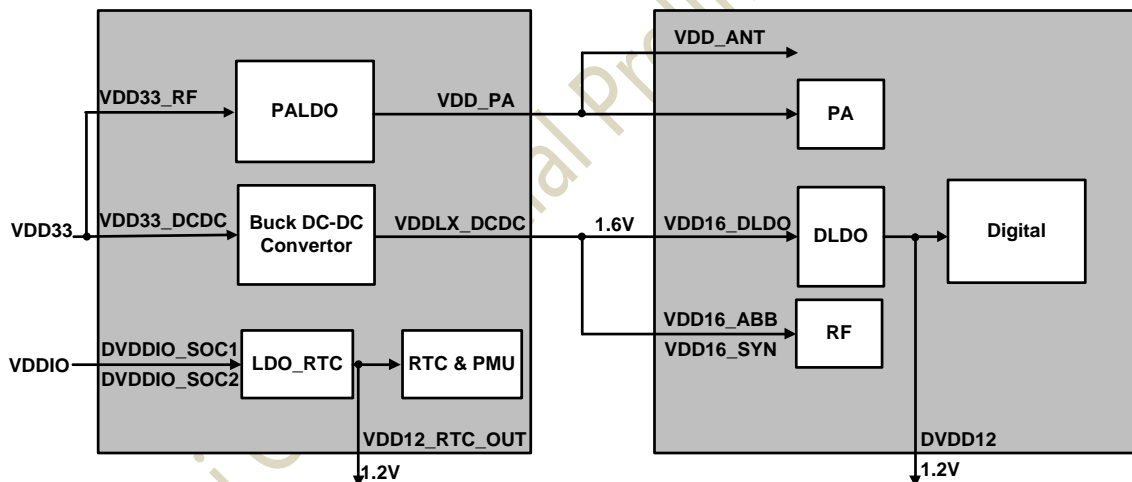 VDD_ANT
VDD33_RF
PALDO
VDD_PA
PA
VDD33
VDD33_DCDC
Buck DC-DC
Convertor
VDDLX_DCDC
1.6V
VDD16_DLDO
DLDO
Digital
VDD16_ABB
VDD16_SYN
RF
VDDIO
DVDDIO_SOC1
DVDDIO_SOC2
LDO_RTC
RTC & PMU
VDD12_RTC_OUT
1.2V
DVDD12
1.2V